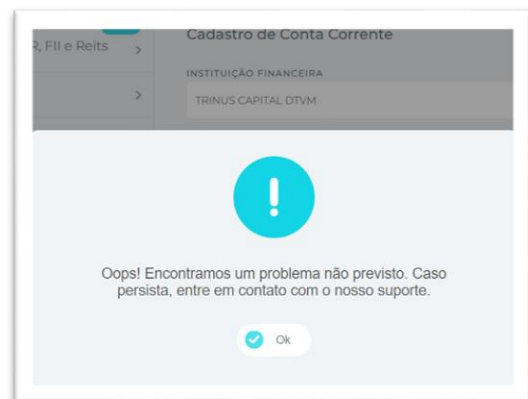 Cadastro de Conta Corrente
R, FII e Reits
INSTITUIÇÃO FINANCEIRA
TRINUS CAPITAL DTVM
Oops! Encontramos um problema não previsto. Caso
persista, entre em contato com o nosso suporte.
Ok